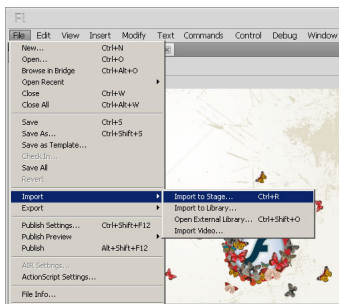 Fl
File Edit View Insert Modify Text Commands Control Debug Window
New... Ctrl+N
Open... Ctrl+O
Browse in Bridge Ctrl+Alt+O
Open Recent
Close Ctrl+W
Close All Ctrl+Alt+W
Save Ctrl+S
Save As... Ctrl+Shift+S
Save as Template...
Check In...
Save All
Revert
Import
Import to Stage... Ctrl+R
Export
Import to Library...
Open External Library... Ctrl+Shift+O
Publish Settings... Ctrl+Shift+F12
Import Video...
Publish Preview
Publish Alt+Shift+F12
AIR Settings...
ActionScript Settings...
File Info...